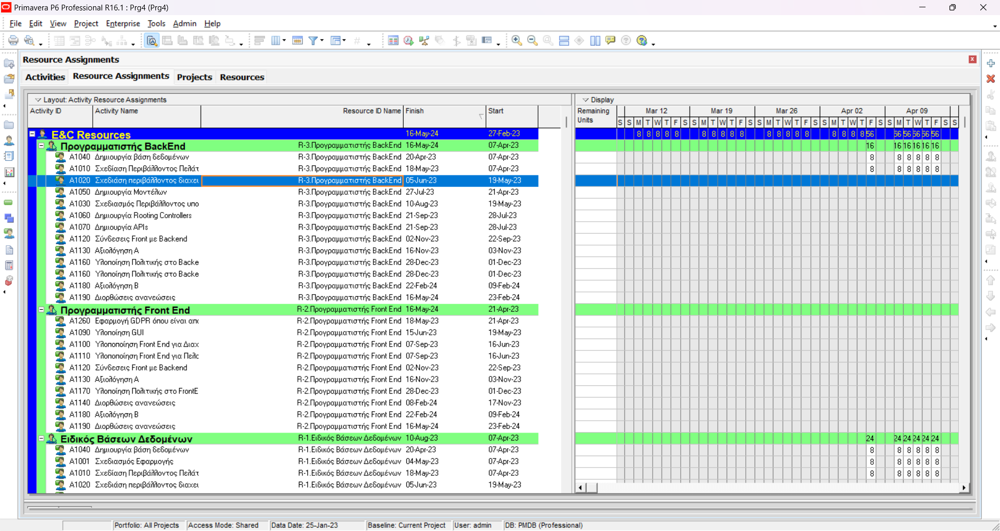 Primavera P6 Professional R16.1 : Prg4 (Prg4)
File Edit View Project Enterprise Tools Admin Help
Resource Assignments
Activities Resource Assignments Projects Resources
Layout: Activity Resource Assignments Display
Activity ID Activity Name Resource ID Name Finish Start Remaining Units Mar 12 Mar 19 Mar 26 Apr 02 Apr 09
S S M T W T F S S M T W T F S S M T W T F S S M T W T F S S M T W T F S S
E&C Resources 16-May-24 27-Feb-23 8 8 8 8 8 8 8 8 8 8 8 8 8 8 8 8 8 8 8 56 56 56 56 56 56
Προγραμματιστής BackEnd R-3.Προγραμματιστής BackEnd 16-May-24 07-Apr-23 16 16 16 16 16 16
A1040 Δημιουργία βάση δεδομένων R-3.Προγραμματιστής BackEnd 20-Apr-23 07-Apr-23 8 8 8 8 8 8
A1010 Σχεδίαση Περιβάλλοντος Πελάτ R-3.Προγραμματιστής BackEnd 18-May-23 07-Apr-23 8 8 8 8 8 8
A1020 Σχεδιάση περιβάλλοντος διαχει R-3.Προγραμματιστής BackEnd 05-Jun-23 19-May-23
A1050 Δημιουργία Μοντέλων R-3.Προγραμματιστής BackEnd 27-Jul-23 21-Apr-23
A1030 Σχεδιασμός Περιβάλλοντος υπο R-3.Προγραμματιστής BackEnd 10-Aug-23 19-May-23
A1060 Δημιουργία Rooting Controllers R-3.Προγραμματιστής BackEnd 21-Sep-23 28-Jul-23
A1070 Δημιουργία APIs R-3.Προγραμματιστής BackEnd 21-Sep-23 28-Jul-23
A1120 Σύνδεσεις Front με Backend R-3.Προγραμματιστής BackEnd 02-Nov-23 22-Sep-23
A1130 Αξιολόγηση Α R-3.Προγραμματιστής BackEnd 16-Nov-23 03-Nov-23
A1160 Υλοποίηση Πολιτικής στο Backe R-3.Προγραμματιστής BackEnd 28-Dec-23 01-Dec-23
A1160 Υλοποίηση Πολιτικής στο Backe R-3.Προγραμματιστής BackEnd 28-Dec-23 01-Dec-23
A1180 Αξιολόγηση Β R-3.Προγραμματιστής BackEnd 22-Feb-24 09-Feb-24
A1190 Διορθώσεις ανανεώσεις R-3.Προγραμματιστής BackEnd 16-May-24 23-Feb-24
Προγραμματιστής Front End R-2.Προγραμματιστής Front End 16-May-24 21-Apr-23
A1260 Εφαρμογή GDPR όπου είναι απα R-2.Προγραμματιστής Front End 18-May-23 21-Apr-23
A1090 Υλοποίηση GUI R-2.Προγραμματιστής Front End 15-Jun-23 19-May-23
A1100 Υλοποποίηση Front End για Διαχ R-2.Προγραμματιστής Front End 07-Sep-23 16-Jun-23
A1110 Υλοποποίηση Front End για Πελα R-2.Προγραμματιστής Front End 07-Sep-23 16-Jun-23
A1120 Σύνδεσεις Front με Backend R-2.Προγραμματιστής Front End 02-Nov-23 22-Sep-23
A1130 Αξιολόγηση Α R-2.Προγραμματιστής Front End 16-Nov-23 03-Nov-23
A1170 Υλοποίηση Πολιτικής στο FrontE R-2.Προγραμματιστής Front End 28-Dec-23 01-Dec-23
A1140 Διορθώσεις ανανεώσεις R-2.Προγραμματιστής Front End 08-Feb-24 17-Nov-23
A1180 Αξιολόγηση Β R-2.Προγραμματιστής Front End 22-Feb-24 09-Feb-24
A1190 Διορθώσεις ανανεώσεις R-2.Προγραμματιστής Front End 16-May-24 23-Feb-24
Ειδικός Βάσεων Δεδομένων R-1.Ειδικός Βάσεων Δεδομένων 10-Aug-23 07-Apr-23 24 24 24 24 24 24
A1040 Δημιουργία βάση δεδομένων R-1.Ειδικός Βάσεων Δεδομένων 20-Apr-23 07-Apr-23 8 8 8 8 8 8
A1001 Σχεδιασμός Εφαρμογής R-1.Ειδικός Βάσεων Δεδομένων 04-May-23 07-Apr-23 8 8 8 8 8 8
A1010 Σχεδίαση Περιβάλλοντος Πελάτ R-1.Ειδικός Βάσεων Δεδομένων 18-May-23 07-Apr-23 8 8 8 8 8 8
A1020 Σχεδιάση περιβάλλοντος διαχει R-1.Ειδικός Βάσεων Δεδομένων 05-Jun-23 19-May-23
Portfolio: All Projects Access Mode: Shared Data Date: 25-Jan-23 Baseline: Current Project User: admin DB: PMDB (Professional)